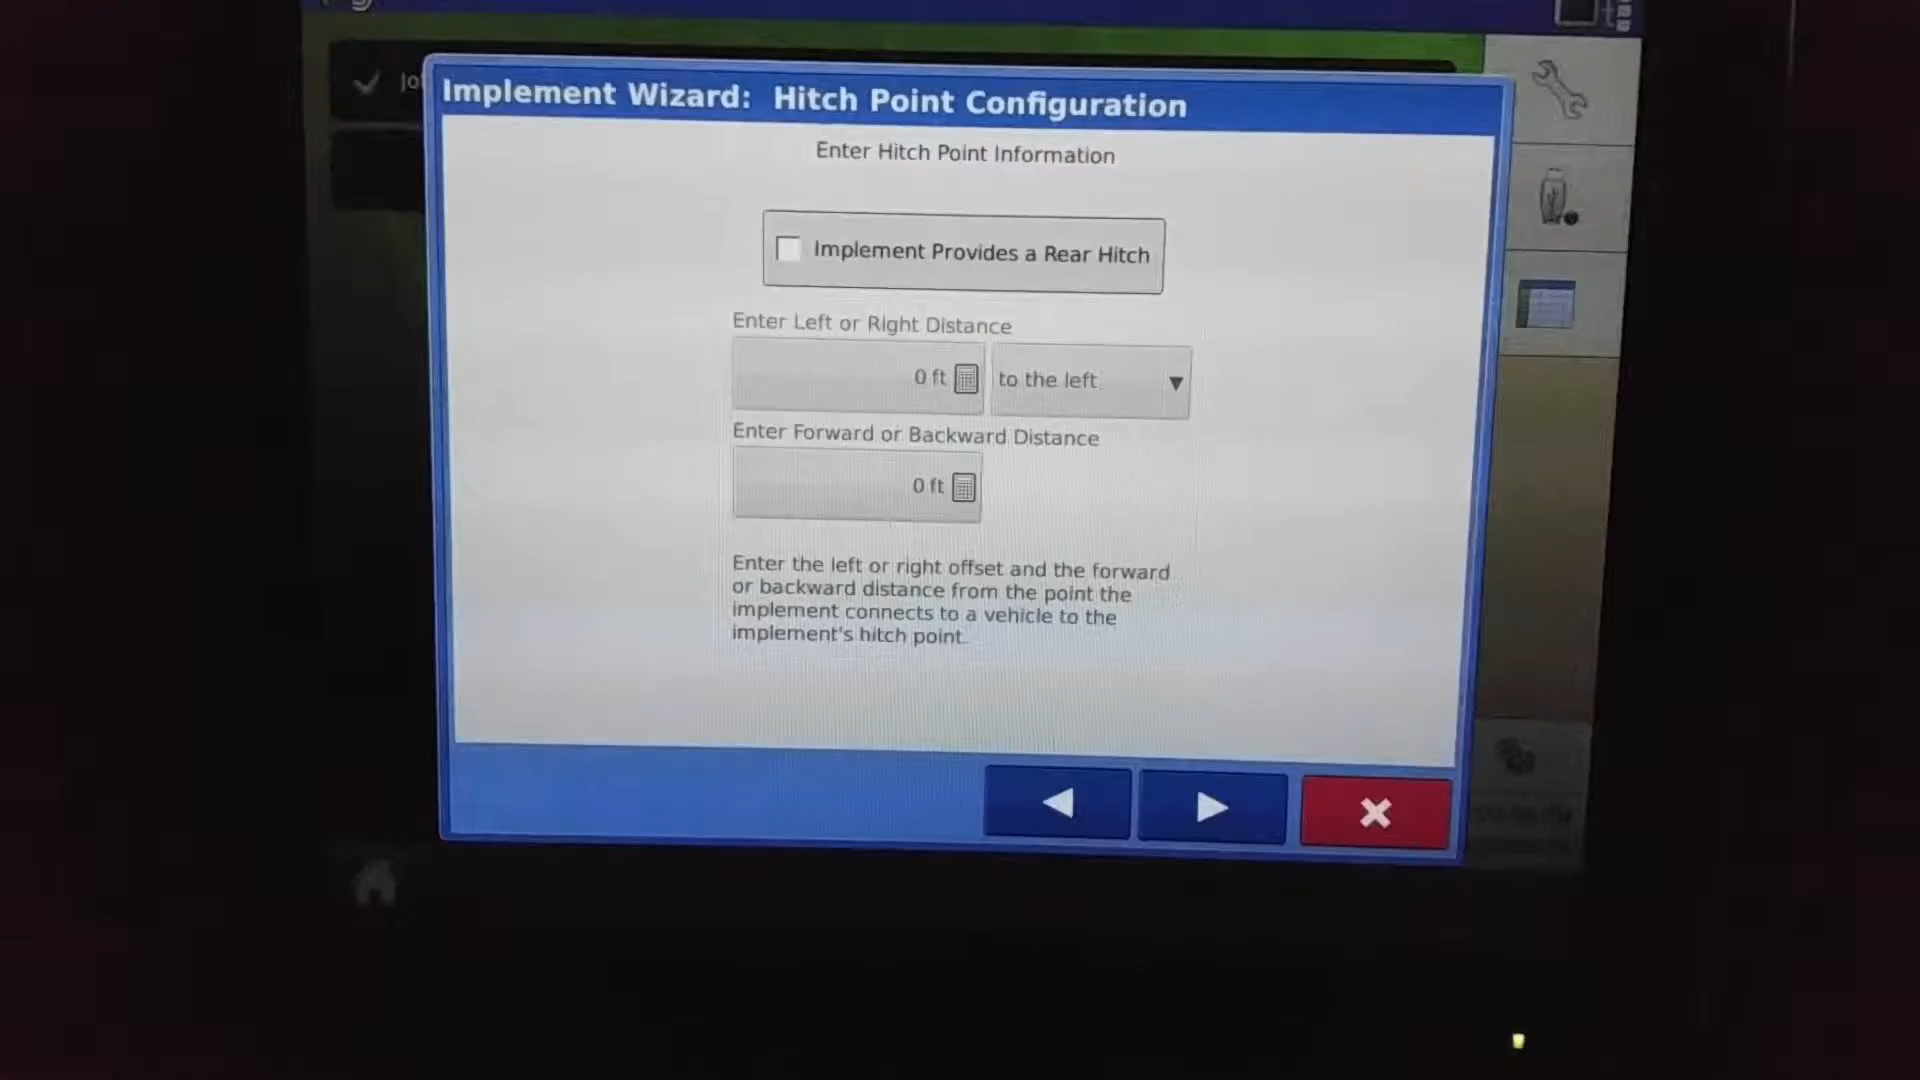 Implement Wizard: Hitch Point Configuration
Enter Hitch Point Information
Implement Provides a Rear Hitch
Enter Left or Right Distance
0 ft
to the left
Enter Forward or Backward Distance
0 ft
Enter the left or right offset and the forward
or backward distance from the point the
implement connects to a vehicle to the
implement's hitch point.